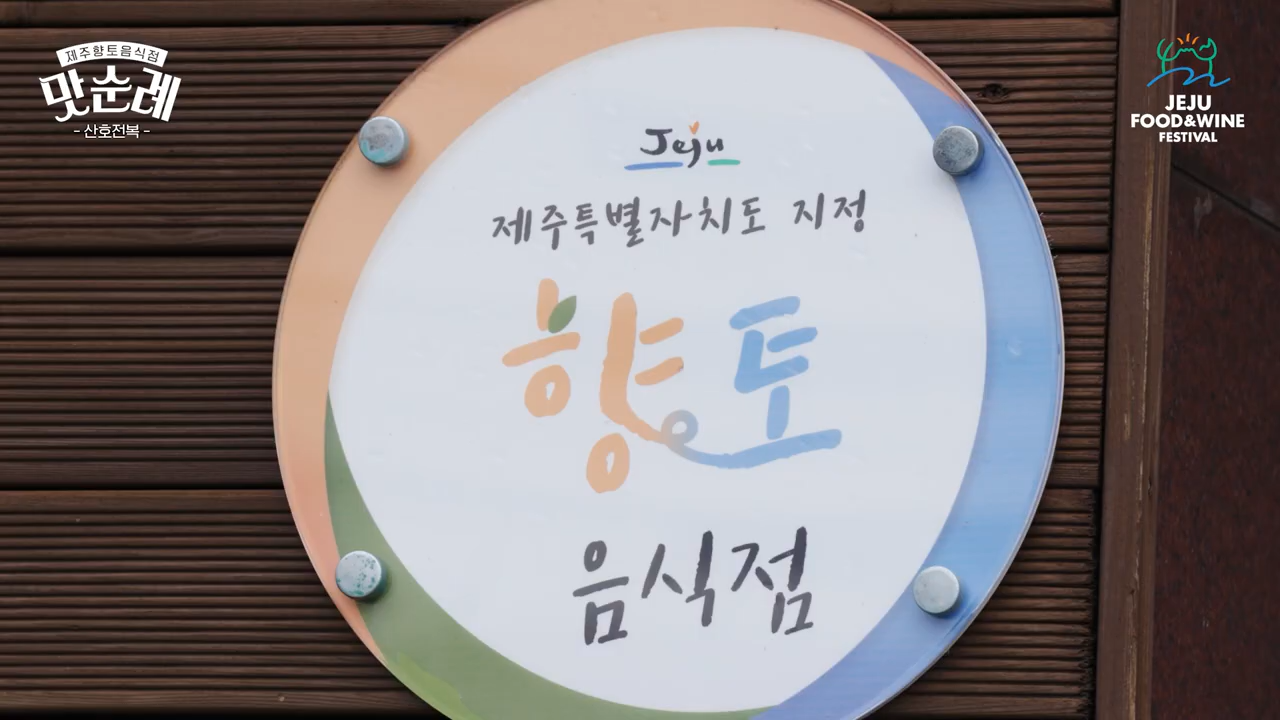 제주향토음식점
맛순례
- 산호전복 -
JEJU
FOOD&WINE
FESTIVAL
Jeju
제주특별자치도 지정
향토
음식점